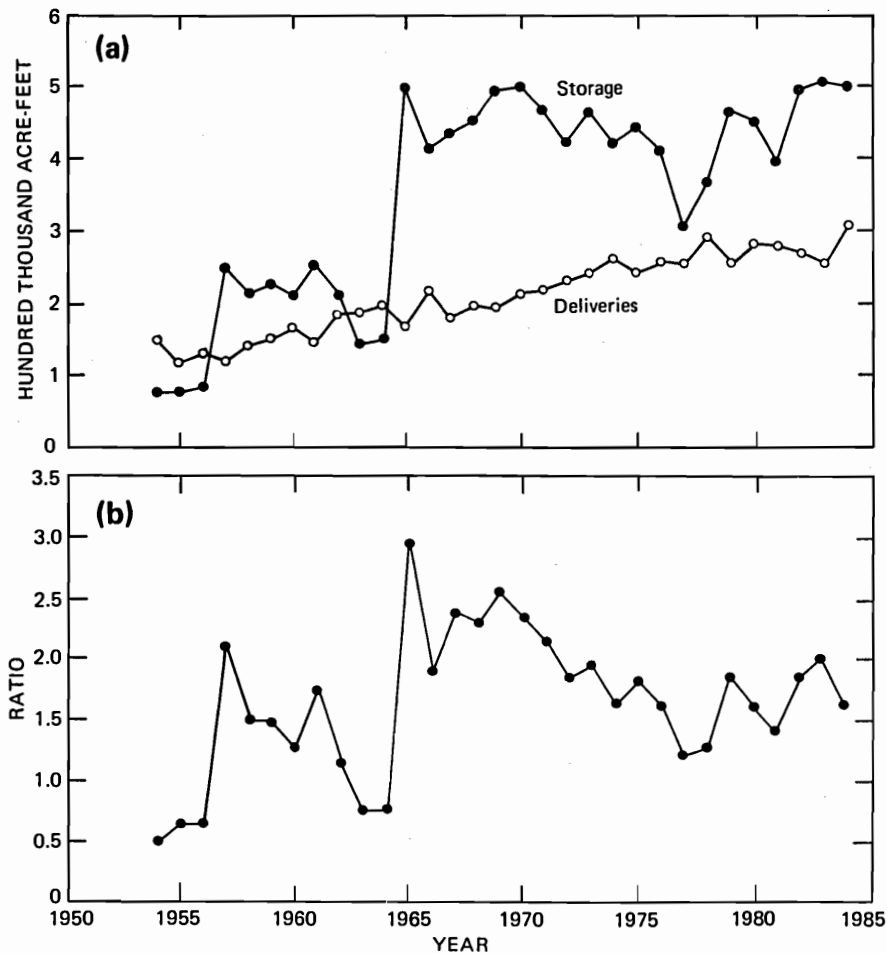 6
(a)
5
Storage
4
3
2
Deliveries
1
0
HUNDRED THOUSAND ACRE-FEET
3.5
(b)
3.0
2.5
2.0
1.5
1.0
0.5
0
RATIO
1950 1955 1960 1965 1970 1975 1980 1985
YEAR